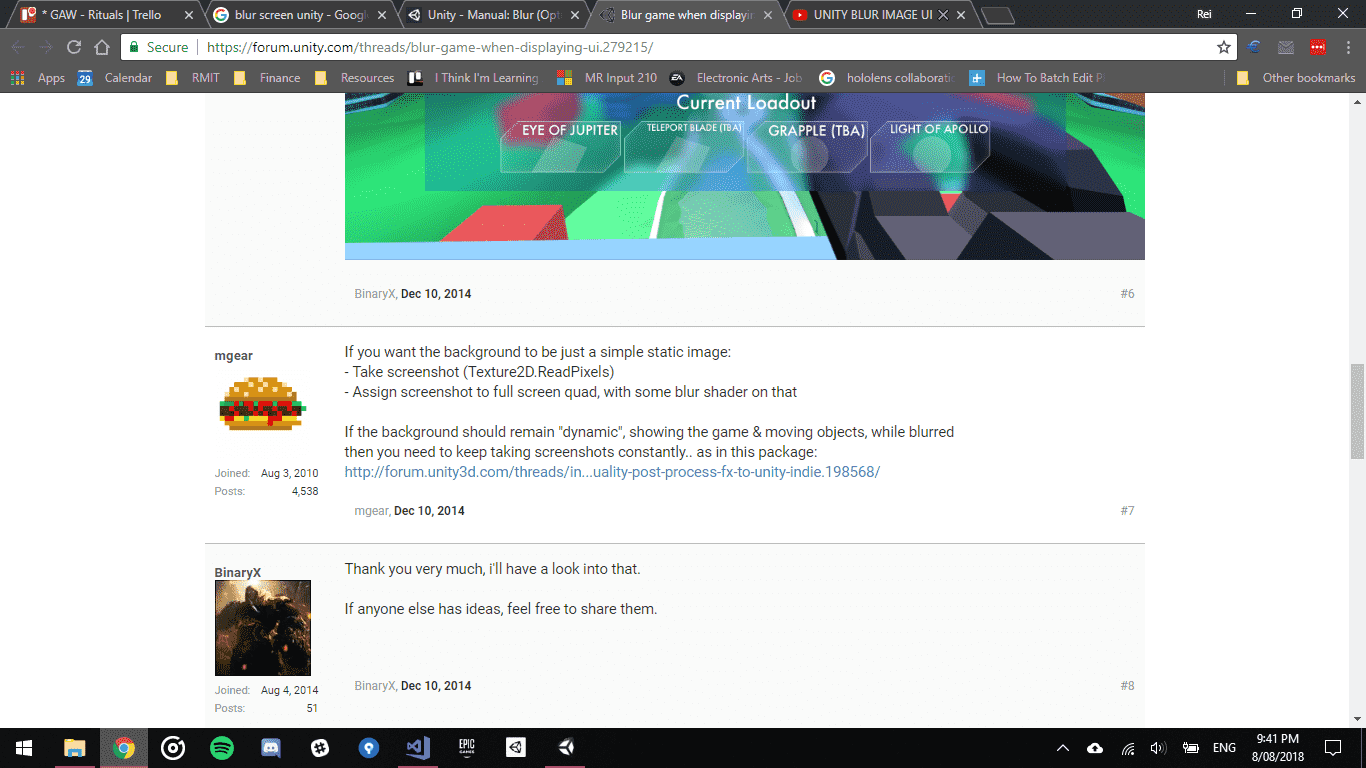 * GAW - Rituals | Trello
blur screen unity - Googl
Unity - Manual: Blur (Opt
Blur game when displayin
UNITY BLUR IMAGE UI
Rei
Secure
https://forum.unity.com/threads/blur-game-when-displaying-ui.279215/
Apps
29
Calendar
RMIT
Finance
Resources
I Think I'm Learning
MR Input 210
EA
Electronic Arts - Job
hololens collaboratio
How To Batch Edit P
Other bookmarks
Current Loadout
EYE OF JUPITER
TELEPORT BLADE (TBA)
GRAPPLE (TBA)
LIGHT OF APOLLO
BinaryX, Dec 10, 2014
#6
mgear
Joined: Aug 3, 2010
Posts: 4,538
If you want the background to be just a simple static image:
- Take screenshot (Texture2D.ReadPixels)
- Assign screenshot to full screen quad, with some blur shader on that
If the background should remain "dynamic", showing the game & moving objects, while blurred
then you need to keep taking screenshots constantly.. as in this package:
http://forum.unity3d.com/threads/in...uality-post-process-fx-to-unity-indie.198568/
mgear, Dec 10, 2014
#7
BinaryX
Joined: Aug 4, 2014
Posts: 51
Thank you very much, i'll have a look into that.
If anyone else has ideas, feel free to share them.
BinaryX, Dec 10, 2014
#8
EPIC
GAMES
ENG
9:41 PM
8/08/2018